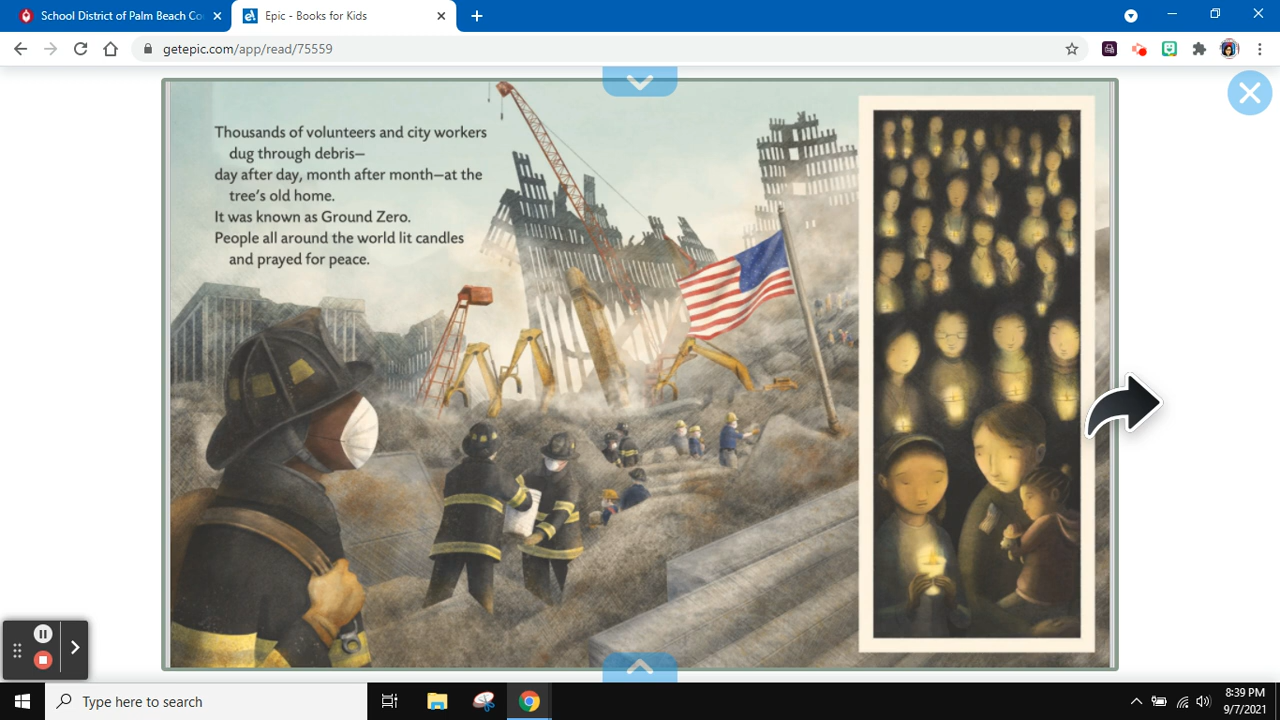 School District of Palm Beach Co
Epic - Books for Kids
getepic.com/app/read/75559
Thousands of volunteers and city workers
dug through debris—
day after day, month after month—at the
tree's old home.
It was known as Ground Zero.
People all around the world lit candles
and prayed for peace.
Type here to search
8:39 PM
9/7/2021